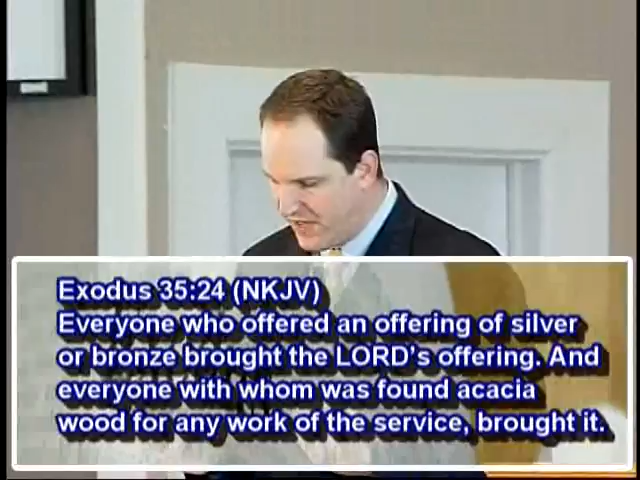 Exodus 35:24 (NKJV)
Everyone who offered an offering of silver
or bronze brought the LORD's offering. And
everyone with whom was found acacia
wood for any work of the service, brought it.